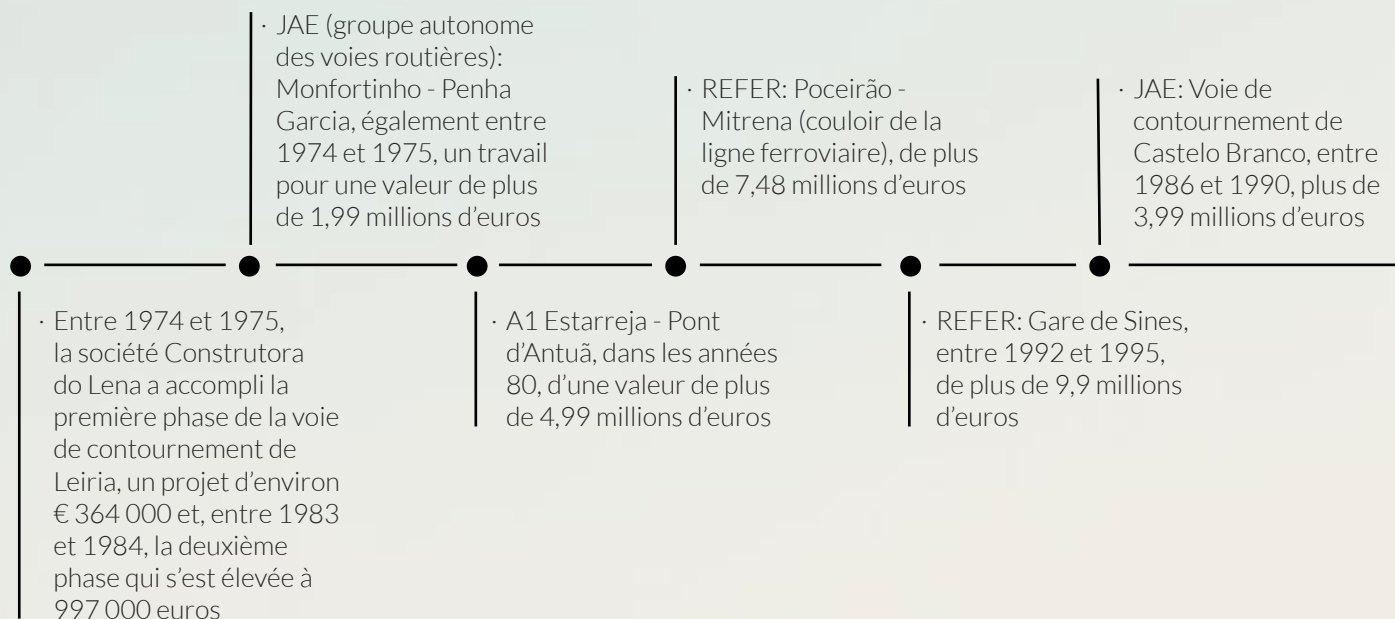 · JAE (groupe autonome
des voies routières):
Monfortinho - Penha
Garcia, également entre
1974 et 1975, un travail
pour une valeur de plus
de 1,99 millions d’euros
· REFER: Poceirão -
Mitrena (couloir de la
ligne ferroviaire), de plus
de 7,48 millions d’euros
· JAE: Voie de
contournement de
Castelo Branco, entre
1986 et 1990, plus de
3,99 millions d’euros
· Entre 1974 et 1975,
la société Construtora
do Lena a accompli la
première phase de la voie
de contournement de
Leiria, un projet d’environ
€ 364 000 et, entre 1983
et 1984, la deuxième
phase qui s’est élevée à
997 000 euros
· A1 Estarreja - Pont
d’Antuã, dans les années
80, d’une valeur de plus
de 4,99 millions d’euros
· REFER: Gare de Sines,
entre 1992 et 1995,
de plus de 9,9 millions
d’euros